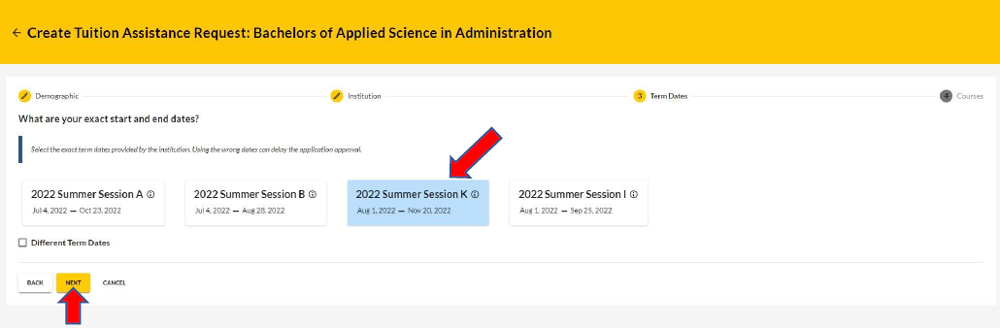 Create Tuition Assistance Request: Bachelors of Applied Science in Administration
Demographic
Institution
3 Term Dates
4 Courses
What are your exact start and end dates?
Select the exact term dates provided by the institution. Using the wrong dates can delay the application approval.
2022 Summer Session A
Jul 4, 2022 — Oct 23, 2022
2022 Summer Session B
Jul 4, 2022 — Aug 28, 2022
2022 Summer Session K
Aug 1, 2022 — Nov 20, 2022
2022 Summer Session I
Aug 1, 2022 — Sep 25, 2022
Different Term Dates
BACK NEXT CANCEL